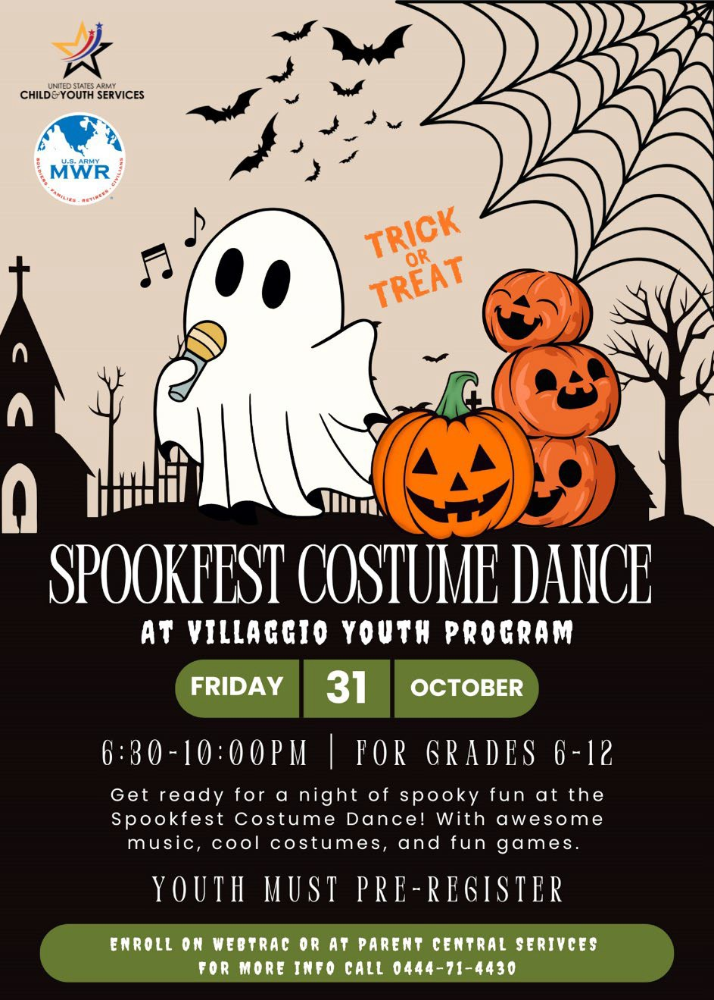 UNITED STATES ARMY
CHILD & YOUTH SERVICES
U.S. ARMY
MWR
SOLDIERS · FAMILIES · RETIREES · CIVILIANS
TRICK
OR
TREAT
SPOOKFEST COSTUME DANCE
AT VILLAGGIO YOUTH PROGRAM
FRIDAY 31 OCTOBER
6:30-10:00PM | FOR GRADES 6-12
Get ready for a night of spooky fun at the
Spookfest Costume Dance! With awesome
music, cool costumes, and fun games.
YOUTH MUST PRE-REGISTER
ENROLL ON WEBTRAC OR AT PARENT CENTRAL SERIVCES
FOR MORE INFO CALL 0444-71-4430